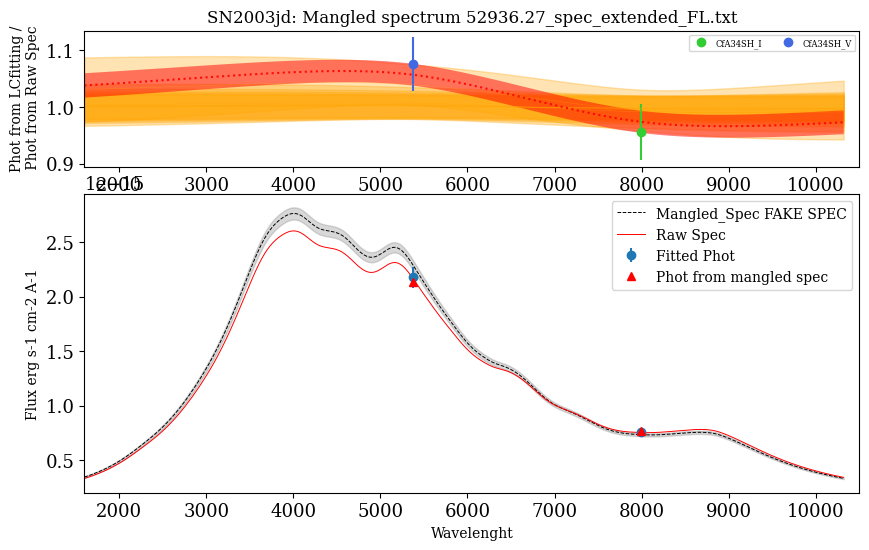 SN2003jd: Mangled spectrum 52936.27_spec_extended_FL.txt
Phot from LCfitting /
Phot from Raw Spec
1.1
1.0
0.9
CfA34SH_I
CfA34SH_V
2000 3000 4000 5000 6000 7000 8000 9000 10000
1e−15
Flux erg s-1 cm-2 A-1
2.5
2.0
1.5
1.0
0.5
Mangled_Spec FAKE SPEC
Raw Spec
Fitted Phot
Phot from mangled spec
2000 3000 4000 5000 6000 7000 8000 9000 10000
Wavelenght